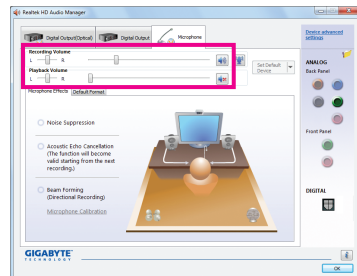 Realtek HD Audio Manager
Digital Output(Optical)
Digital Output
Microphone
Device advanced
settings
Recording Volume
L
R
Playback Volume
L
R
Set Default
Device
ANALOG
Back Panel
Microphone Effects
Default Format
Noise Suppression
Acoustic Echo Cancellation
(The function will become
valid starting from the next
recording.)
Beam Forming
(Directional Recording)
Microphone Calibration
Front Panel
DIGITAL
GIGABYTE™
TECHNOLOGY
i
OK